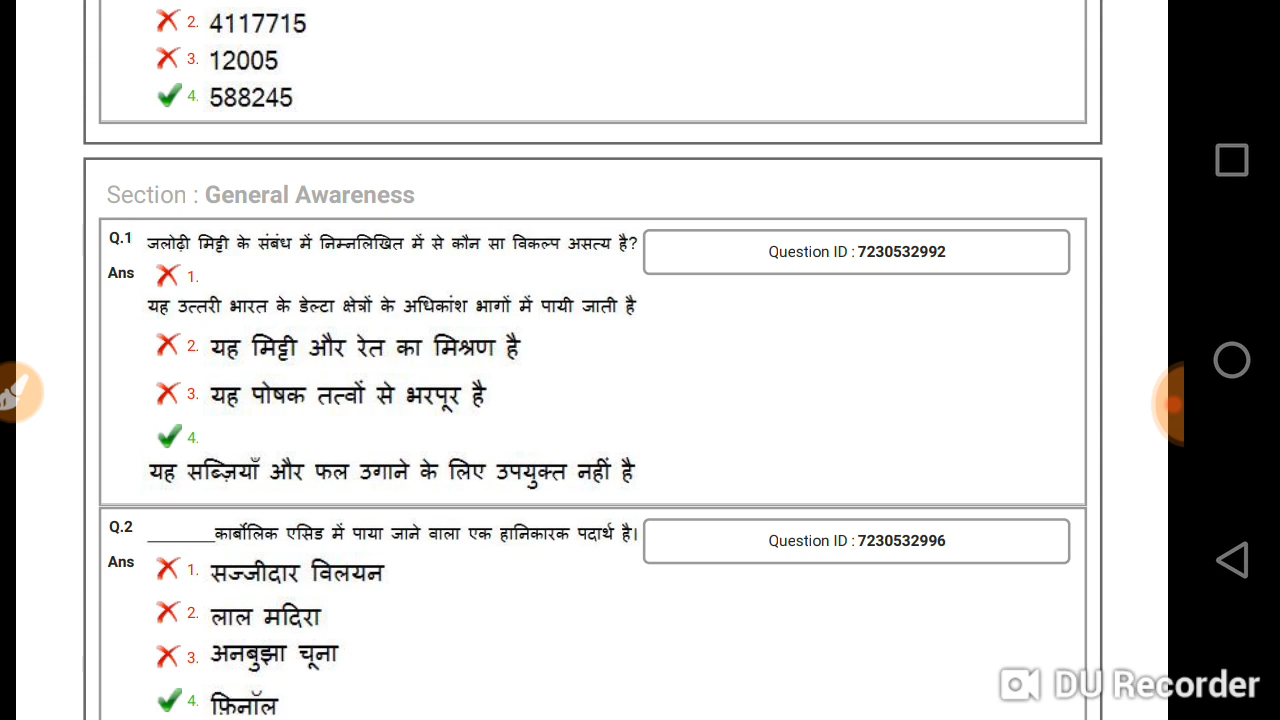 2. 4117715
3. 12005
4. 588245
Section : General Awareness
Q.1 जलोढ़ी मिट्टी के संबंध में निम्नलिखित में से कौन सा विकल्प असत्य है? Question ID : 7230532992
Ans 1.
यह उत्तरी भारत के डेल्टा क्षेत्रों के अधिकांश भागों में पायी जाती है
2. यह मिट्टी और रेत का मिश्रण है
3. यह पोषक तत्वों से भरपूर है
4.
यह सब्ज़ियाँ और फल उगाने के लिए उपयुक्त नहीं है
Q.2 ________कार्बोलिक एसिड में पाया जाने वाला एक हानिकारक पदार्थ है। Question ID : 7230532996
Ans 1. सज्जीदार विलयन
2. लाल मदिरा
3. अनबुझा चूना
4. फ़िनॉल
DU Recorder